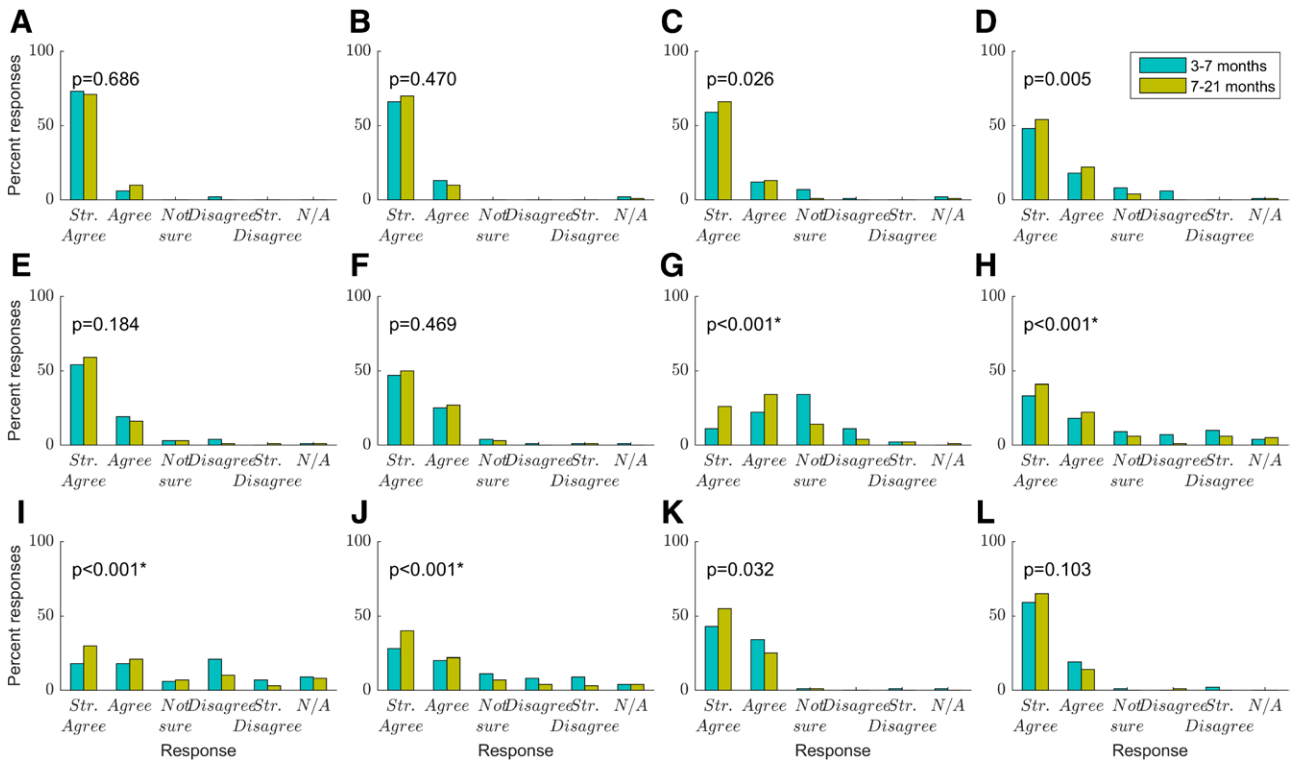 A B C D
Percent responses
100
50
0
p=0.686
Str. Agree Not Disagree Str. N/A
Agree sure Disagree
100
50
0
p=0.470
Str. Agree Not Disagree Str. N/A
Agree sure Disagree
100
50
0
p=0.026
Str. Agree Not Disagree Str. N/A
Agree sure Disagree
100
50
0
p=0.005
3-7 months
7-21 months
Str. Agree Not Disagree Str. N/A
Agree sure Disagree
E F G H
Percent responses
100
50
0
p=0.184
Str. Agree Not Disagree Str. N/A
Agree sure Disagree
100
50
0
p=0.469
Str. Agree Not Disagree Str. N/A
Agree sure Disagree
100
50
0
p<0.001*
Str. Agree Not Disagree Str. N/A
Agree sure Disagree
100
50
0
p<0.001*
Str. Agree Not Disagree Str. N/A
Agree sure Disagree
I J K L
Percent responses
100
50
0
p<0.001*
Str. Agree Not Disagree Str. N/A
Agree sure Disagree
Response
100
50
0
p<0.001*
Str. Agree Not Disagree Str. N/A
Agree sure Disagree
Response
100
50
0
p=0.032
Str. Agree Not Disagree Str. N/A
Agree sure Disagree
Response
100
50
0
p=0.103
Str. Agree Not Disagree Str. N/A
Agree sure Disagree
Response